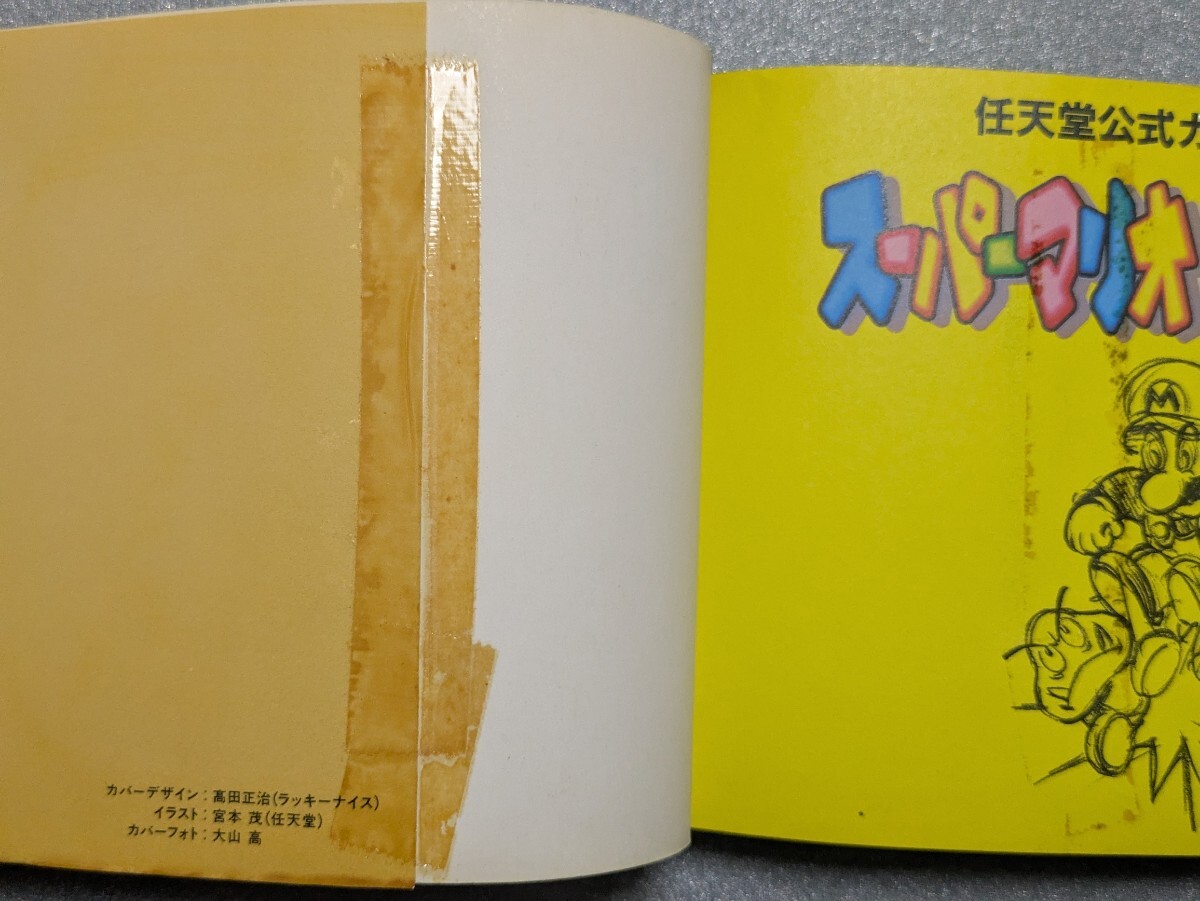 カバーデザイン：髙田正治(ラッキーナイス)
イラスト：宮本 茂(任天堂)
カバーフォト：大山 高
任天堂公式ガ
スーパーマリオ
M